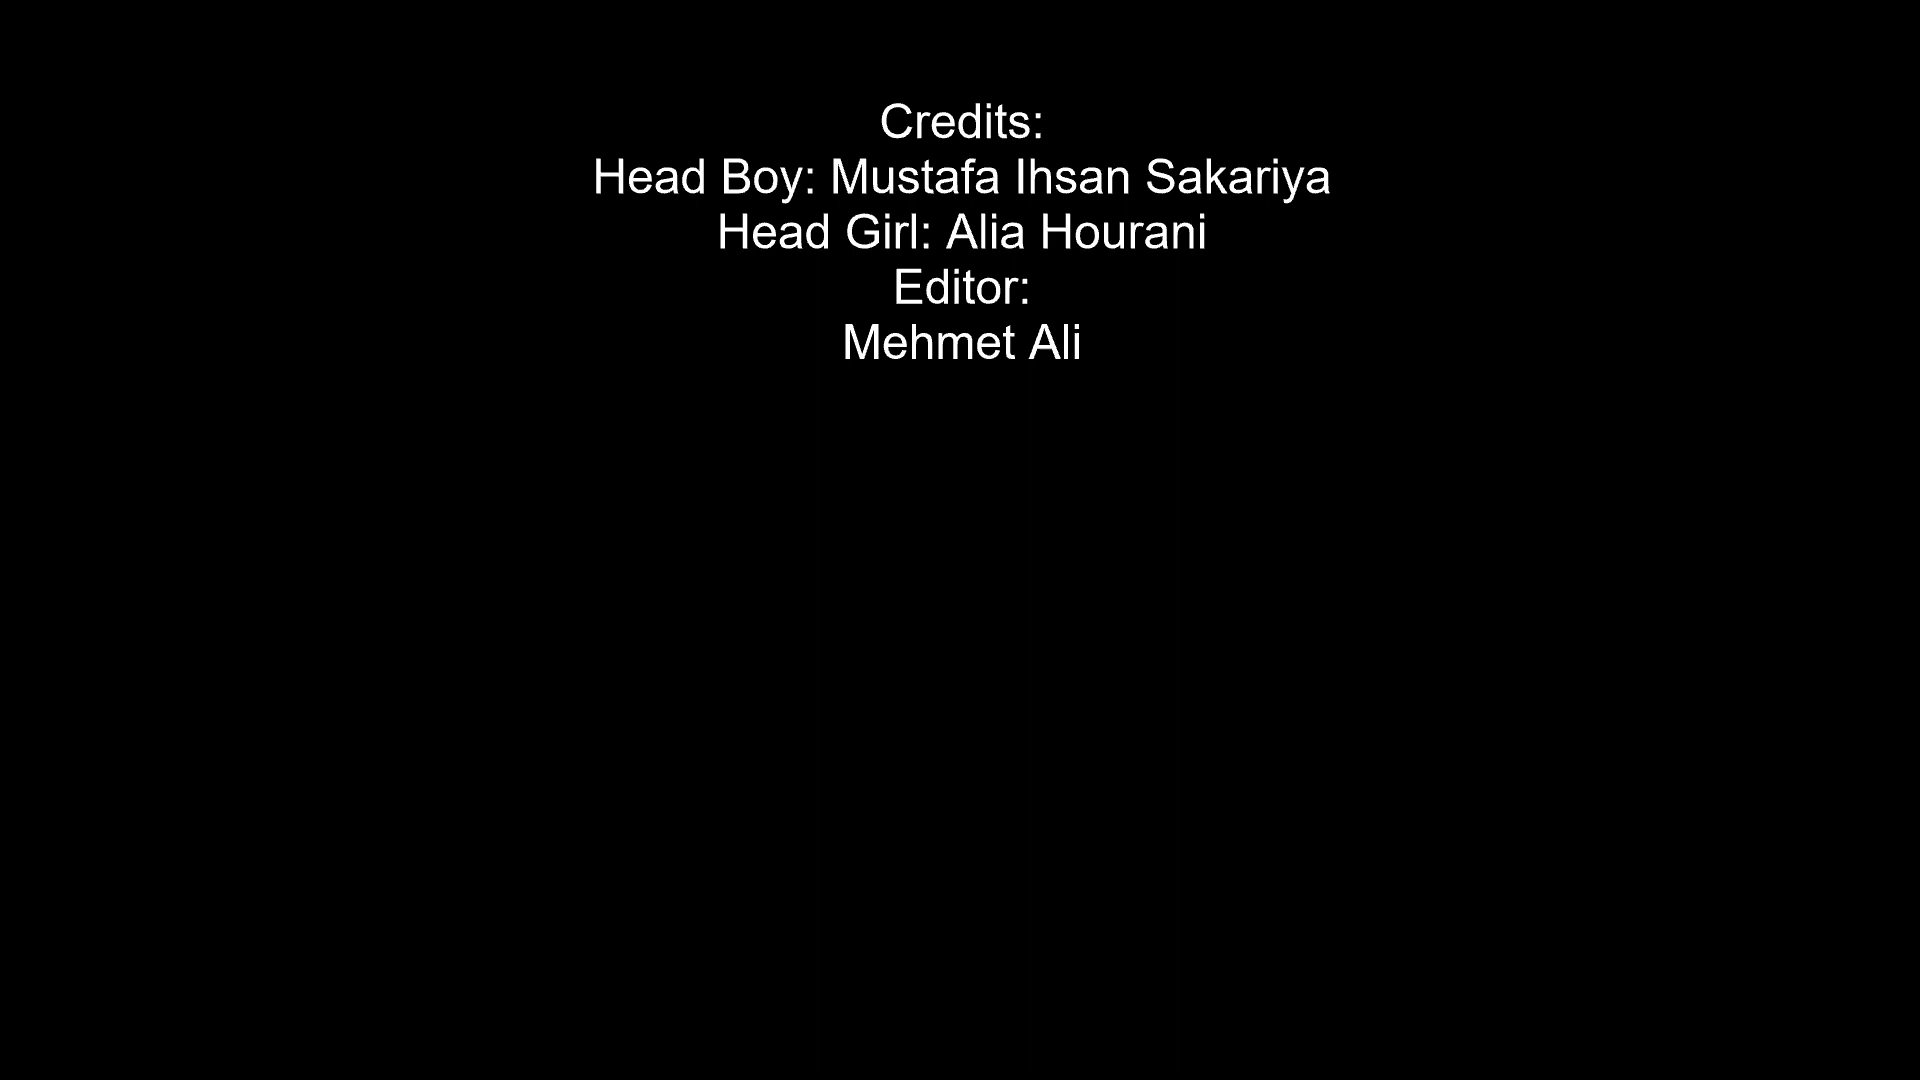 Credits:
Head Boy: Mustafa Ihsan Sakariya
Head Girl: Alia Hourani
Editor:
Mehmet Ali